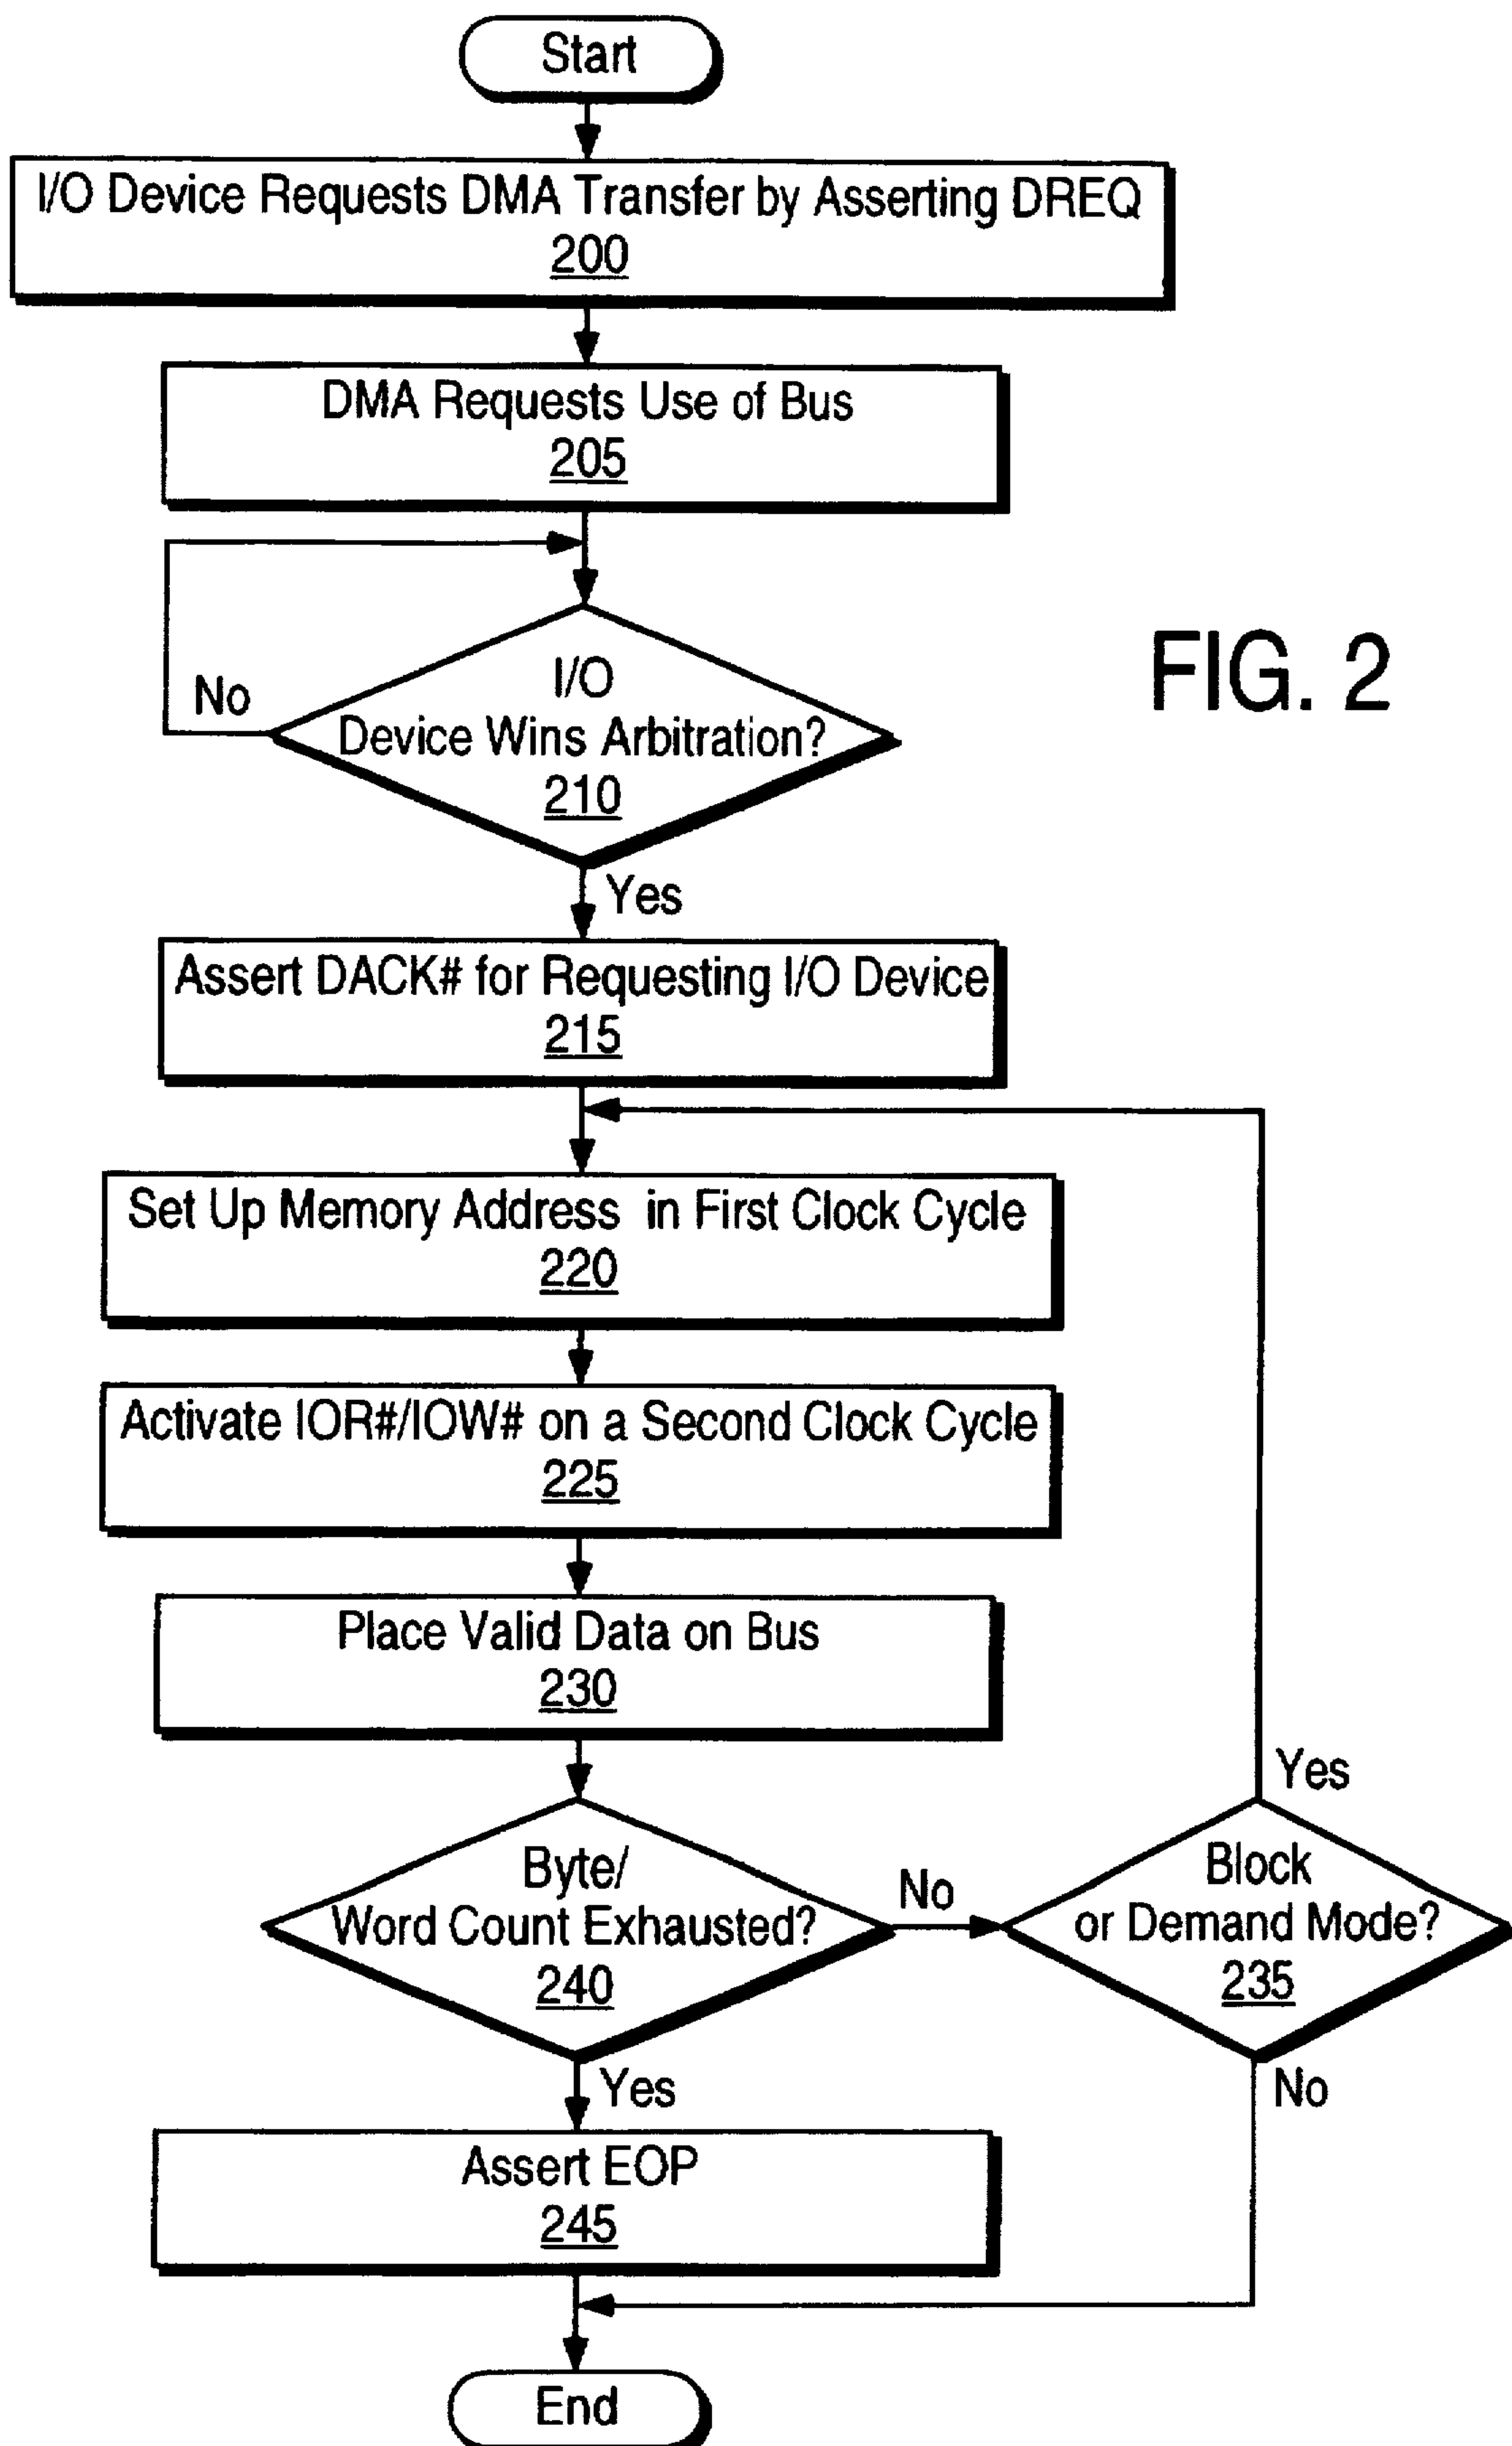 Start
I/O Device Requests DMA Transfer by Asserting DREQ
200
DMA Requests Use of Bus
205
FIG. 2
No
I/O
Device Wins Arbitration?
210
Yes
Assert DACK# for Requesting I/O Device
215
Set Up Memory Address in First Clock Cycle
220
Activate IOR#/IOW# on a Second Clock Cycle
225
Place Valid Data on Bus
230
Byte/
Word Count Exhausted?
240
No
Yes
Block
or Demand Mode?
235
Yes
No
Assert EOP
245
End